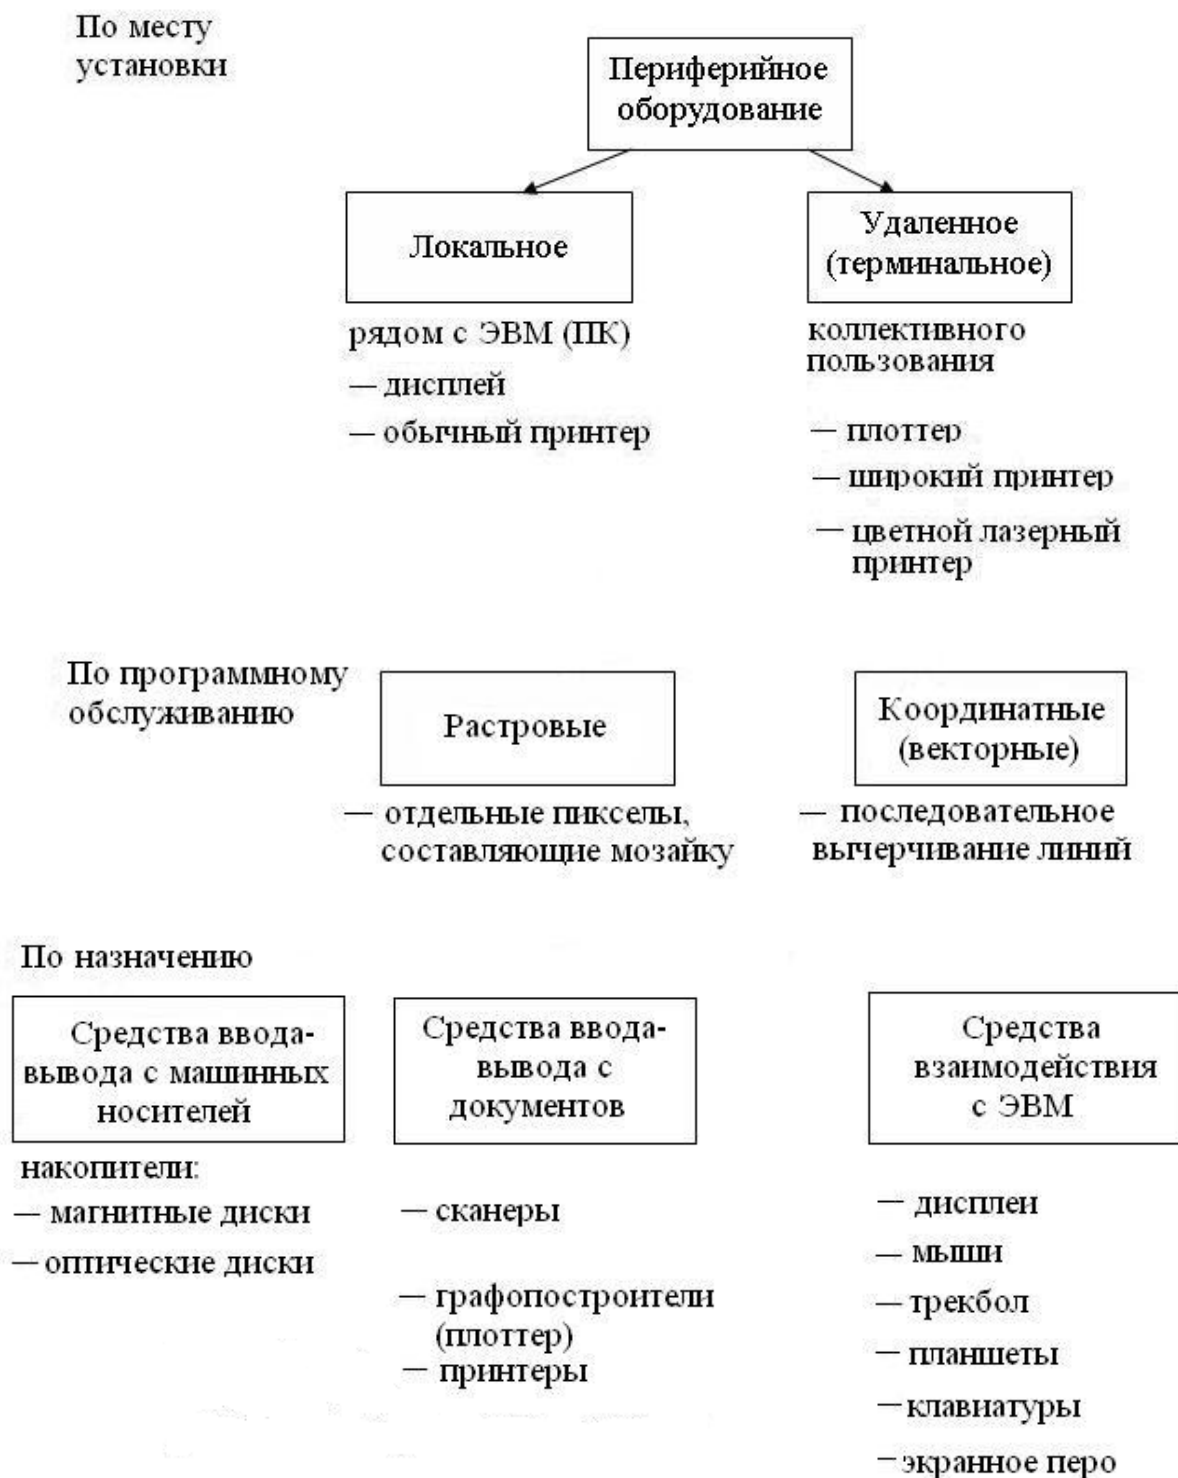 По месту
установки
Периферийное
оборудование
Локальное
Удаленное
(терминальное)
рядом с ЭВМ (ПК)
— дисплей
— обычный принтер
коллективного
пользования
— плоттер
— широкий принтер
— цветной лазерный
принтер
По программному
обслуживанию
Растровые
Координатные
(векторные)
— отдельные пикселы,
составляющие мозайку
— последовательное
вычерчивание линий
По назначению
Средства ввода-
вывода с машинных
носителей
Средства ввода-
вывода с
документов
Средства
взаимодействия
с ЭВМ
накопители:
— магнитные диски
— оптические диски
— сканеры
— графопостроители
(плоттер)
— принтеры
— дисплеи
— мыши
— трекбол
— планшеты
— клавиатуры
— экранное перо